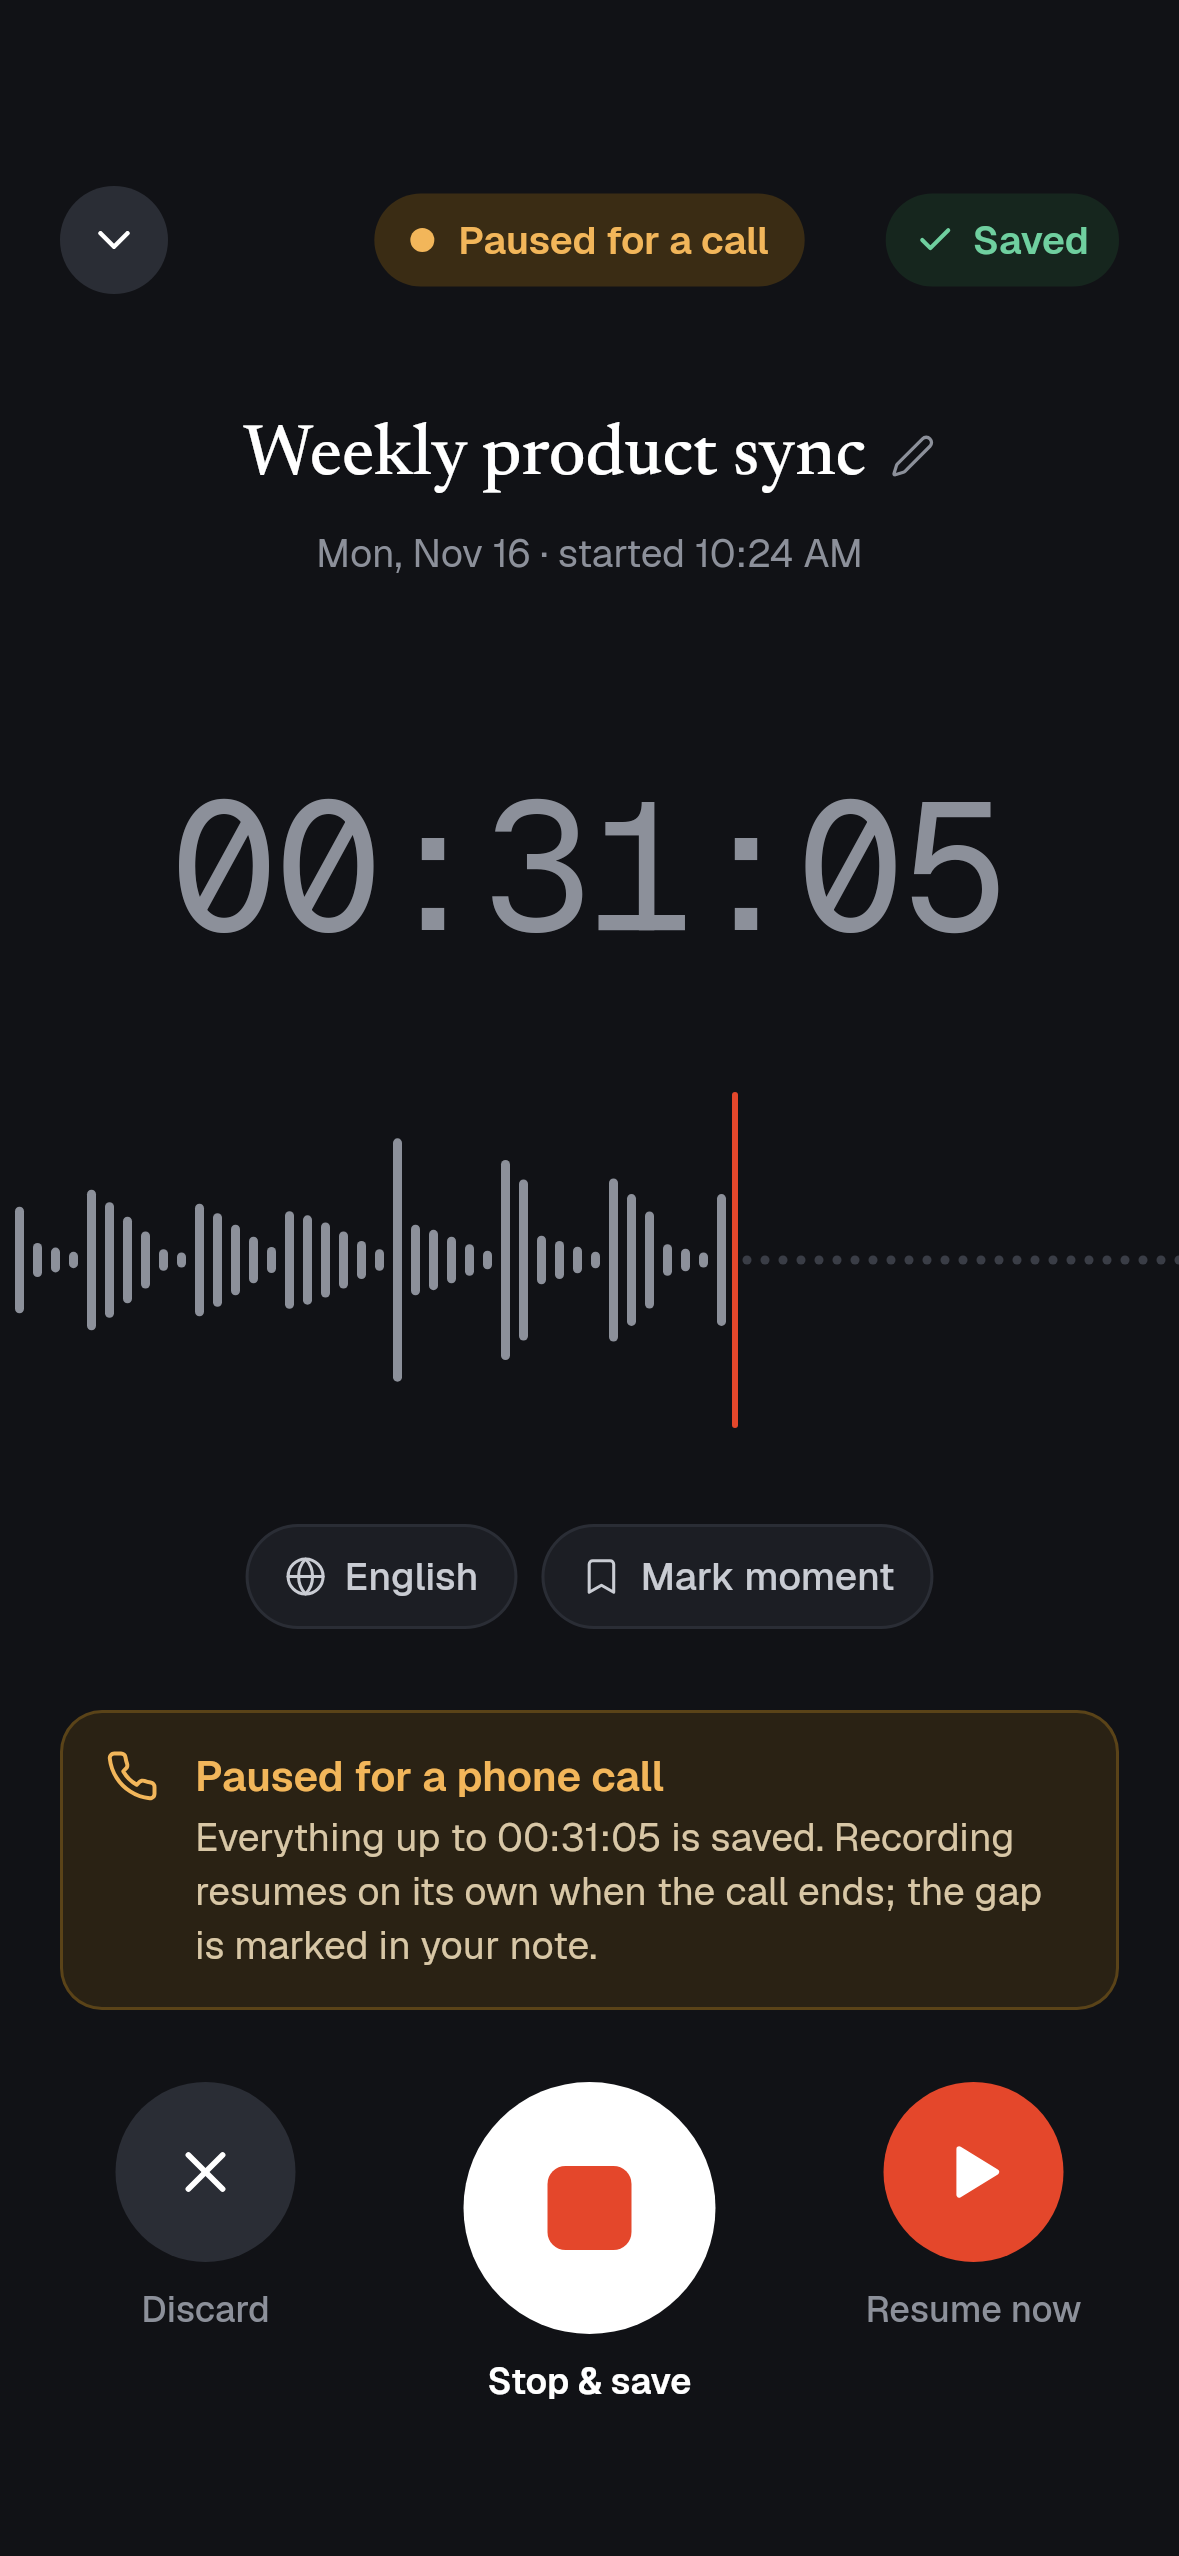 Paused for a call
Saved
Weekly product sync
Mon, Nov 16 · started 10:24 AM
00:31:05
English
Mark moment
Paused for a phone call
Everything up to 00:31:05 is saved. Recording
resumes on its own when the call ends; the gap
is marked in your note.
Discard
Resume now
Stop & save